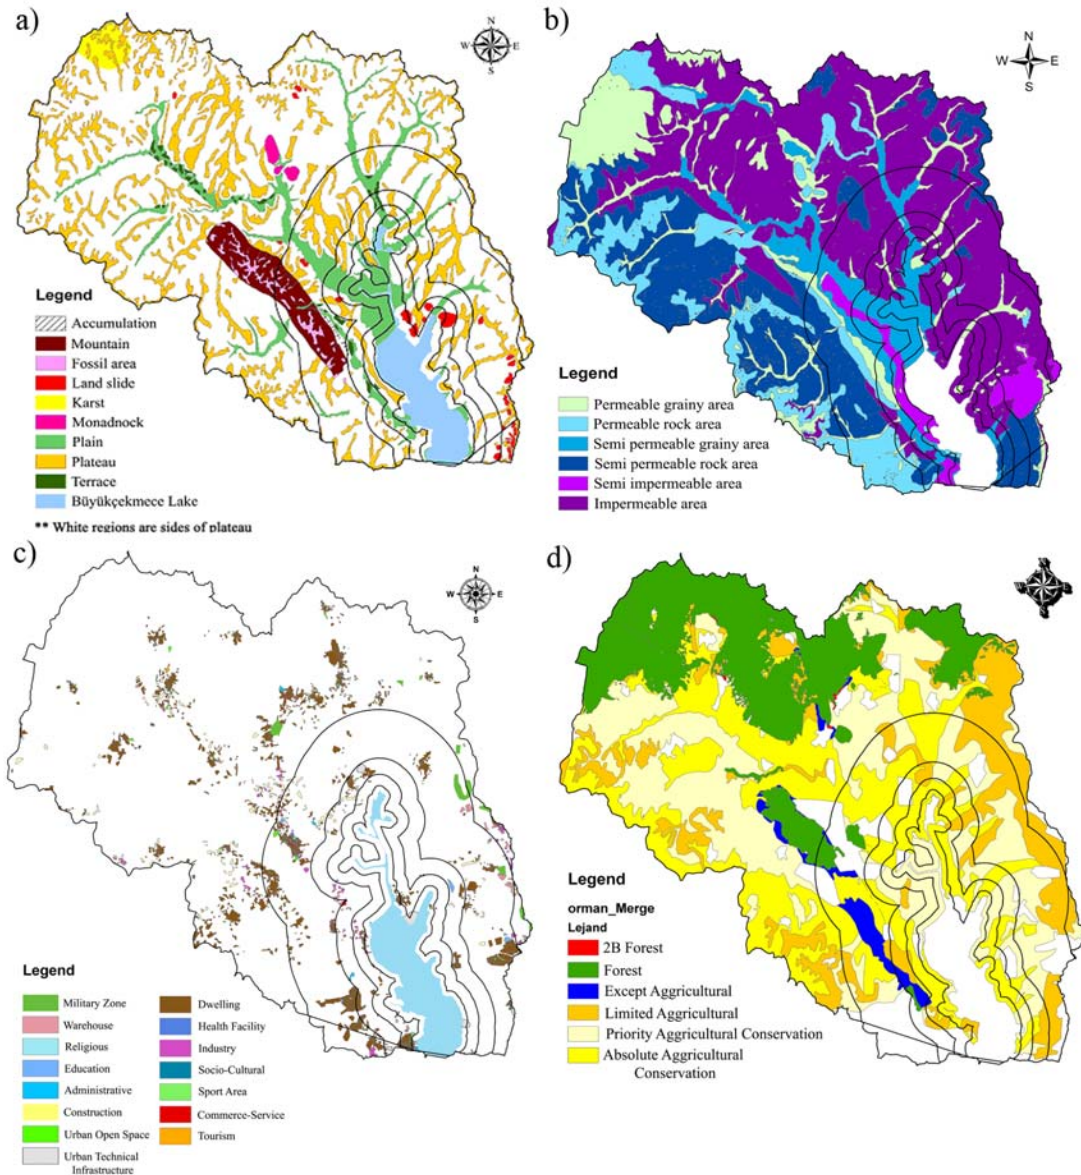 a)
N
W E
S
Legend
Accumulation
Mountain
Fossil area
Land slide
Karst
Monadnock
Plain
Plateau
Terrace
Büyükçekmece Lake
** White regions are sides of plateau
b)
N
W E
S
Legend
Permeable grainy area
Permeable rock area
Semi permeable grainy area
Semi permeable rock area
Semi impermeable area
Impermeable area
c)
N
W E
S
Legend
Military Zone
Warehouse
Religious
Education
Administrative
Construction
Urban Open Space
Urban Technical
Infrastructure
Dwelling
Health Facility
Industry
Socio-Cultural
Sport Area
Commerce-Service
Tourism
d)
Legend
orman_Merge
Lejand
2B Forest
Forest
Except Aggricultural
Limited Aggricultural
Priority Aggricultural Conservation
Absolute Aggricultural
Conservation